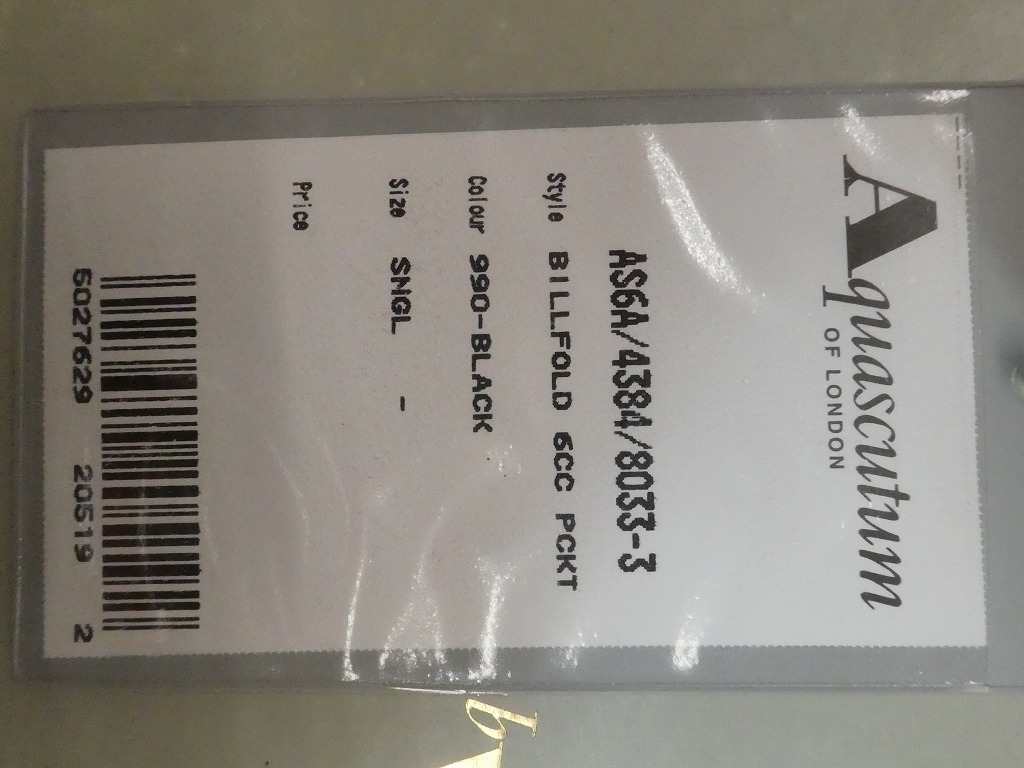 Aquascutum
OF LONDON
AS6A/4384/8033-3
Style BILLFOLD 6CC PCKT
Colour 990-BLACK
Size SNGL -
Price
5027629 20519 2